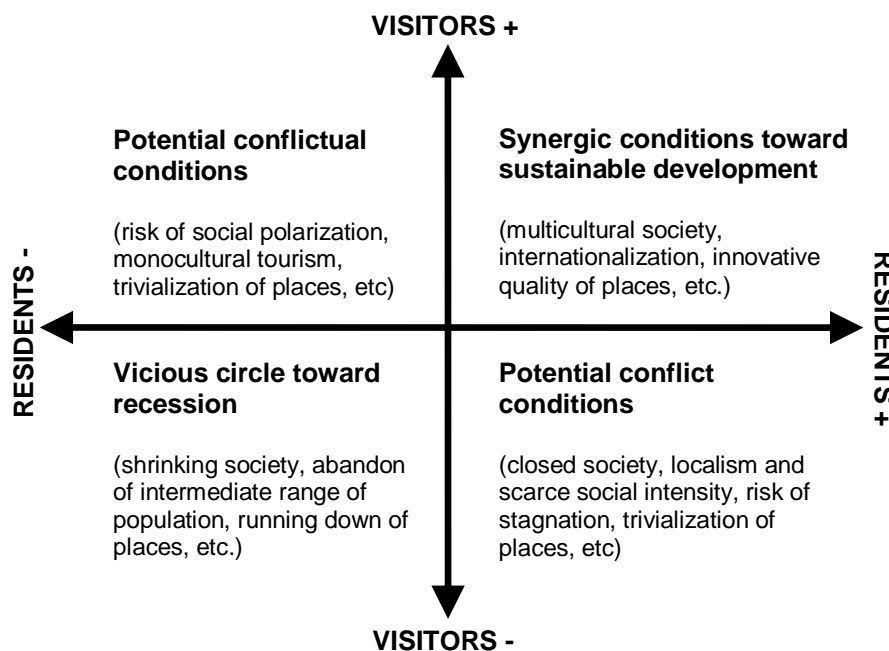 VISITORS +
Potential conflictual
conditions
(risk of social polarization,
monocultural tourism,
trivialization of places, etc)
Synergic conditions toward
sustainable development
(multicultural society,
internationalization, innovative
quality of places, etc.)
RESIDENTS -
RESIDENTS +
Vicious circle toward
recession
(shrinking society, abandon
of intermediate range of
population, running down of
places, etc.)
Potential conflict
conditions
(closed society, localism and
scarce social intensity, risk of
stagnation, trivialization of
places, etc)
VISITORS -